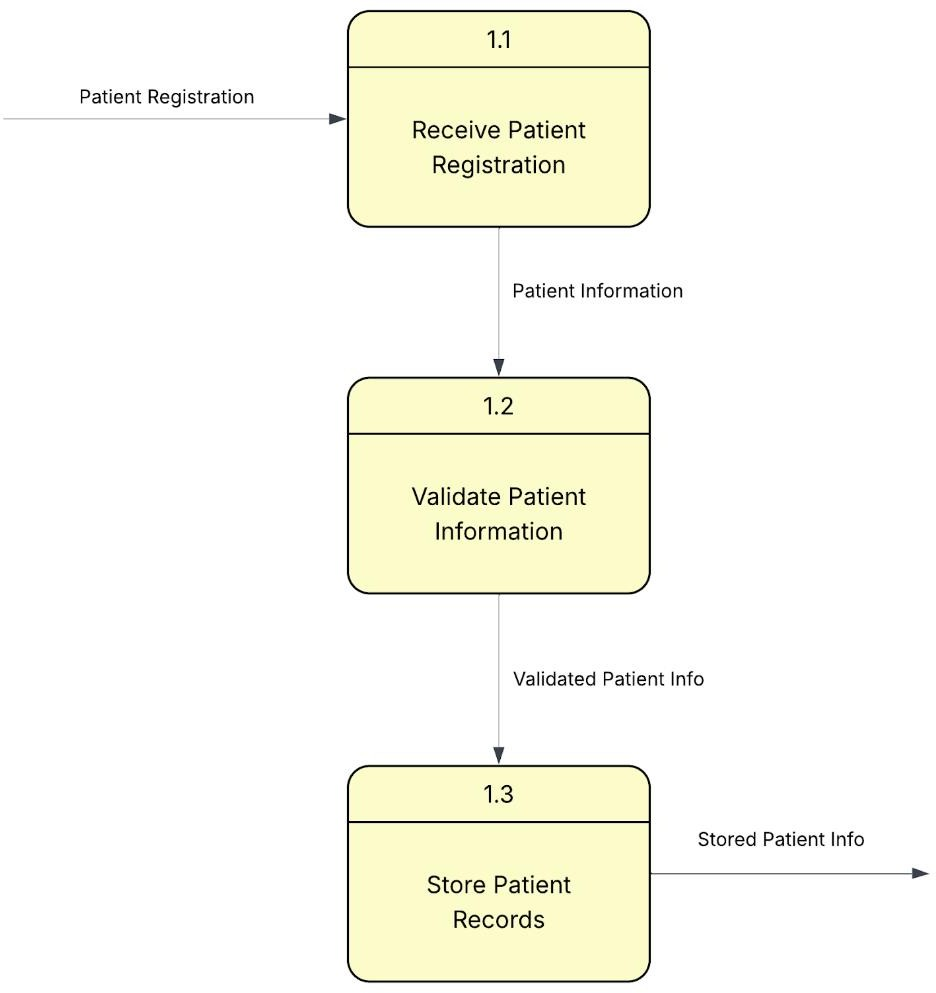 1.1
Patient Registration
Receive Patient
Registration
Patient Information
1.2
Validate Patient
Information
Validated Patient Info
1.3
Stored Patient Info
Store Patient
Records